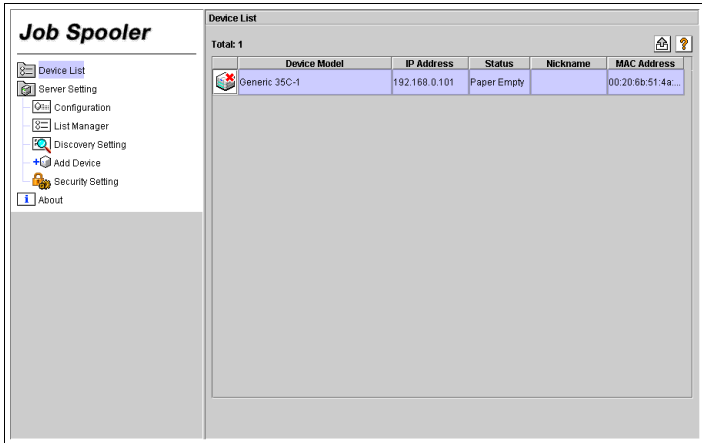 Job Spooler
Device List
Server Setting
Configuration
List Manager
Discovery Setting
Add Device
Security Setting
About
Device List
Total: 1
Device Model IP Address Status Nickname MAC Address
Generic 35C-1 192.168.0.101 Paper Empty 00:20:6b:51:4a:...